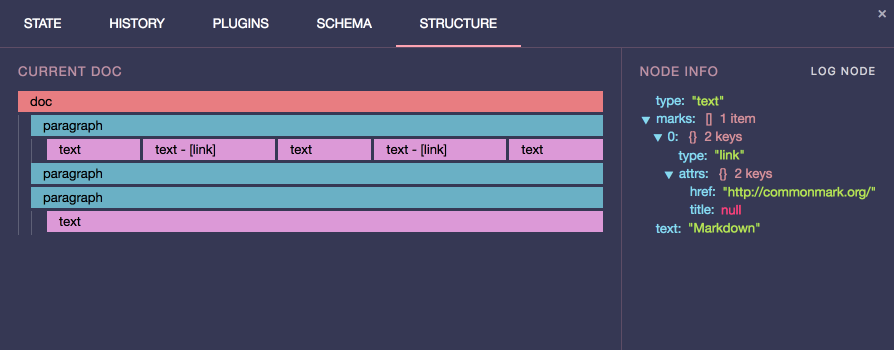 STATE HISTORY PLUGINS SCHEMA STRUCTURE ×
CURRENT DOC
doc
paragraph
text text - [link] text text - [link] text
paragraph
paragraph
text
NODE INFO LOG NODE
type: "text"
▼ marks: [] 1 item
▼ 0: {} 2 keys
type: "link"
▼ attrs: {} 2 keys
href: "http://commonmark.org/"
title: null
text: "Markdown"